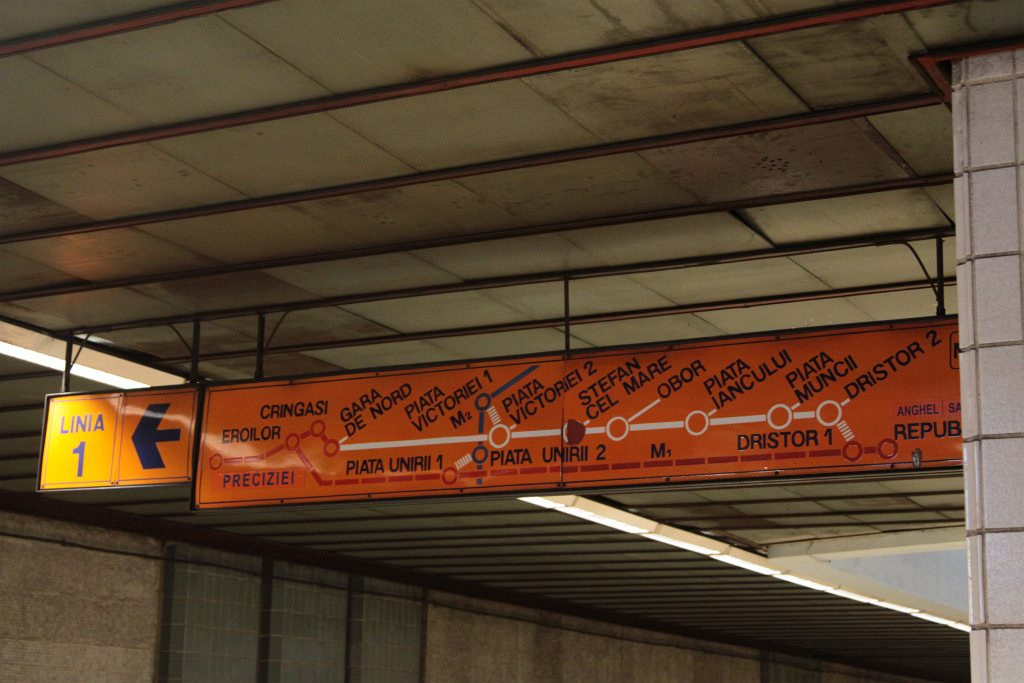 LINIA
1
CRINGASI
EROILOR
PRECIZIEI
GARA
DE NORD
PIATA
VICTORIEI 1
M2
PIATA UNIRII 1
PIATA
VICTORIEI 2
PIATA UNIRII 2
STEFAN
CEL MARE
OBOR
M1
PIATA
IANCULUI
PIATA
MUNCII
DRISTOR 2
DRISTOR 1
ANGHEL SA
REPUB